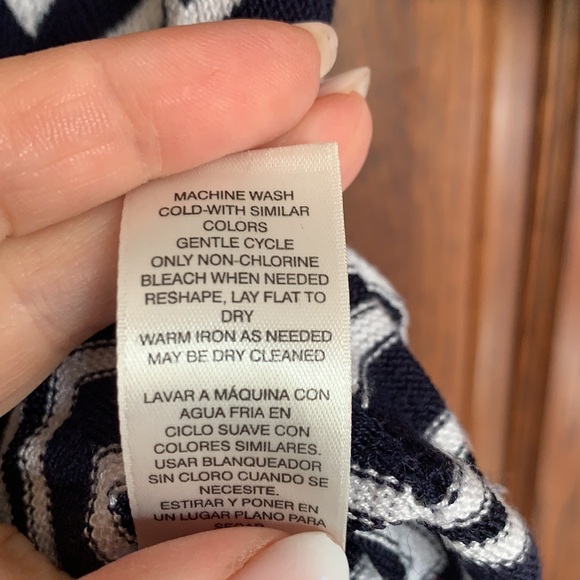 MACHINE WASH
COLD-WITH SIMILAR
COLORS
GENTLE CYCLE
ONLY NON-CHLORINE
BLEACH WHEN NEEDED
RESHAPE, LAY FLAT TO
DRY
WARM IRON AS NEEDED
MAY BE DRY CLEANED
LAVAR A MÁQUINA CON
AGUA FRIA EN
CICLO SUAVE CON
COLORES SIMILARES.
USAR BLANQUEADOR
SIN CLORO CUANDO SE
NECESITE.
ESTIRAR Y PONER EN
UN LUGAR PLANO PARA